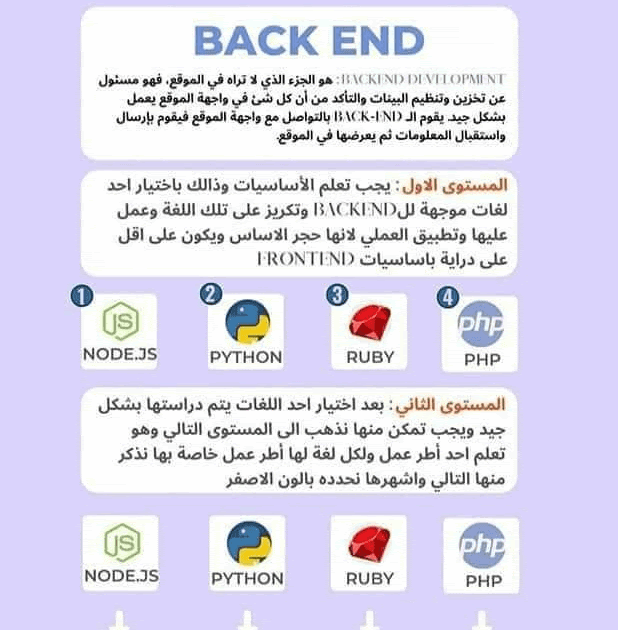 BACK END
BACKEND DEVELOPMENT : هو الجزء الذي لا تراه في الموقع، فهو مسئول
عن تخزين وتنظيم البينات والتأكد من أن كل شئ في واجهة الموقع يعمل
بشكل جيد. يقوم الـ BACK-END بالتواصل مع واجهة الموقع فيقوم بإرسال
واستقبال المعلومات ثم يعرضها في الموقع.
المستوى الاول : يجب تعلم الأساسيات وذالك باختيار احد
لغات موجهة للBACKEND وتكريز على تلك اللغة وعمل
عليها وتطبيق العملي لانها حجر الاساس ويكون على اقل
على دراية باساسيات FRONTEND
1 2 3 4
JS php
NODE.JS PYTHON RUBY PHP
المستوى الثاني : بعد اختيار احد اللغات يتم دراستها بشكل
جيد ويجب تمكن منها نذهب الى المستوى التالي وهو
تعلم احد أطر عمل ولكل لغة لها أطر عمل خاصة بها نذكر
منها التالي واشهرها نحدده بالون الاصفر
JS php
NODE.JS PYTHON RUBY PHP